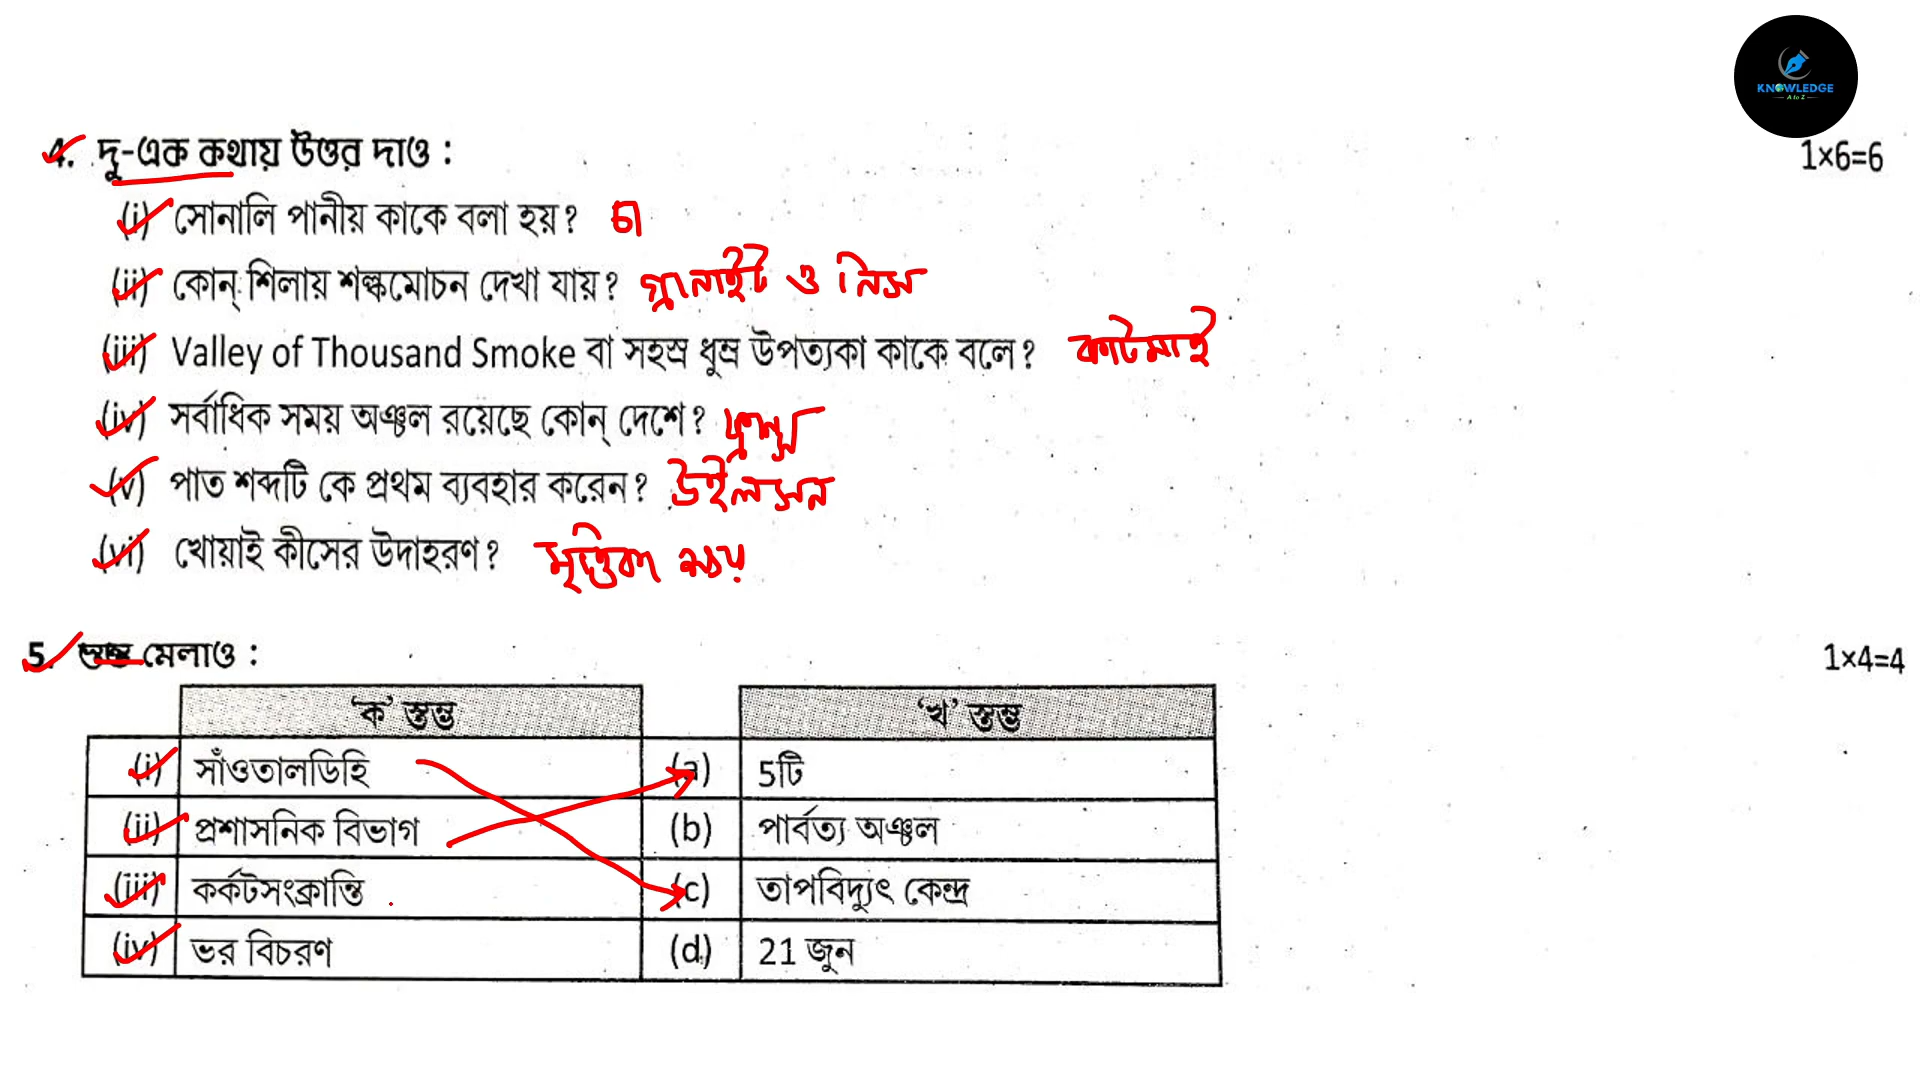 KNOWLEDGE
A to Z
4. দু-এক কথায় উত্তর দাও : 1×6=6
(i) সোনালি পানীয় কাকে বলা হয়? চা
(ii) কোন্ শিলায় শল্কমোচন দেখা যায়? গ্রানাইট ও নিস
(iii) Valley of Thousand Smoke বা সহস্র ধুম্র উপত্যকা কাকে বলে? কাটমাই
(iv) সর্বাধিক সময় অঞ্চল রয়েছে কোন্ দেশে? ফ্রান্স
(v) পাত শব্দটি কে প্রথম ব্যবহার করেন? উইলসন
(vi) খোয়াই কীসের উদাহরণ? মৃত্তিকা ক্ষয়
5. স্তম্ভ মেলাও : 1×4=4
‘ক’ স্তম্ভ ‘খ’ স্তম্ভ
(i) সাঁওতালডিহি (a) 5টি
(ii) প্রশাসনিক বিভাগ (b) পার্বত্য অঞ্চল
(iii) কর্কটসংক্রান্তি (c) তাপবিদ্যুৎ কেন্দ্র
(iv) ভর বিচরণ (d) 21 জুন